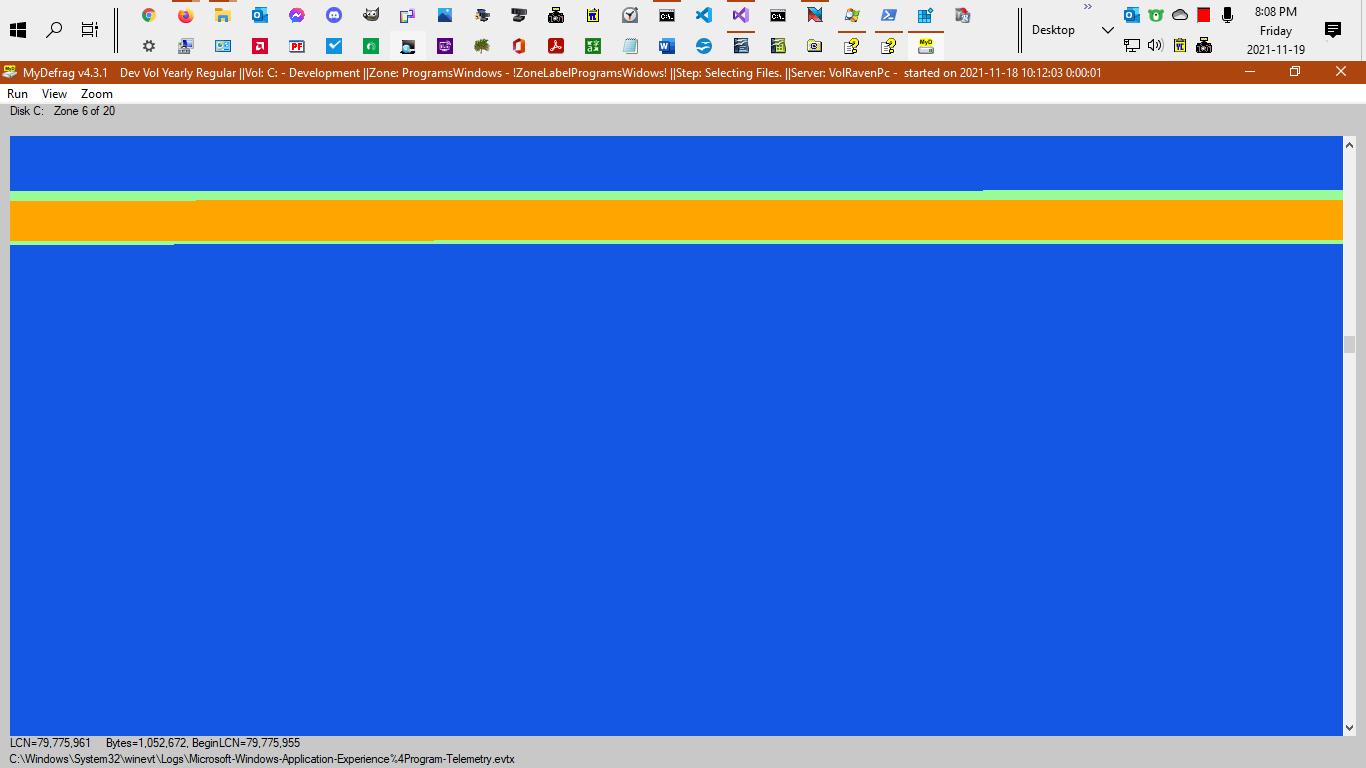 8:08 PM
Desktop
Friday
2021-11-19
MyDefrag v4.3.1 Dev Vol Yearly Regular ||Vol: C: - Development ||Zone: ProgramsWindows - !ZoneLabelProgramsWidows! ||Step: Selecting Files. ||Server: VolRavenPc - started on 2021-11-18 10:12:03 0:00:01
Run View Zoom
Disk C: Zone 6 of 20
LCN=79,775,961 Bytes=1,052,672, BeginLCN=79,775,955
C:\Windows\System32\winevt\Logs\Microsoft-Windows-Application-Experience%4Program-Telemetry.evtx